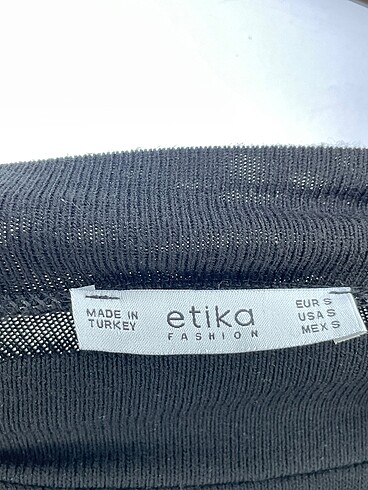 MADE IN
TURKEY
etika
FASHION
EUR S
USA S
MEX S